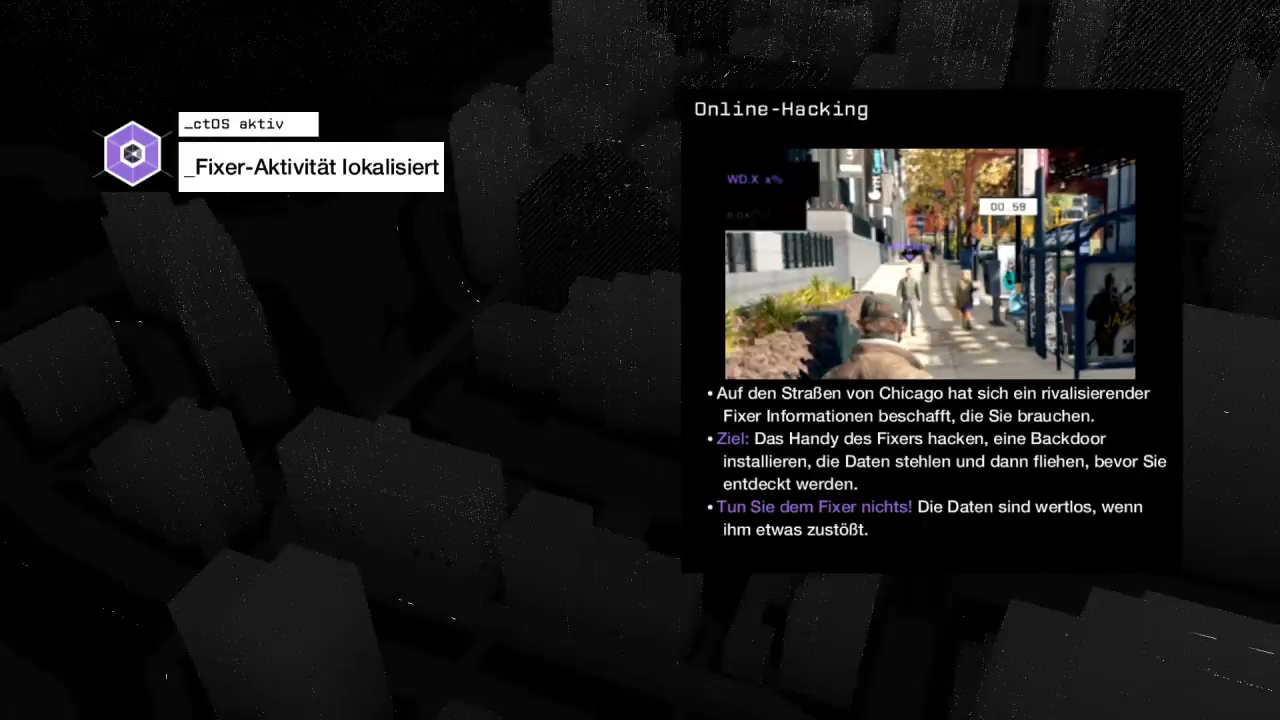 _ctOS aktiv
_Fixer-Aktivität lokalisiert
Online-Hacking
WD.X
00 59
JAZZ
• Auf den Straßen von Chicago hat sich ein rivalisierender
Fixer Informationen beschafft, die Sie brauchen.
• Ziel: Das Handy des Fixers hacken, eine Backdoor
installieren, die Daten stehlen und dann fliehen, bevor Sie
entdeckt werden.
• Tun Sie dem Fixer nichts! Die Daten sind wertlos, wenn
ihm etwas zustößt.